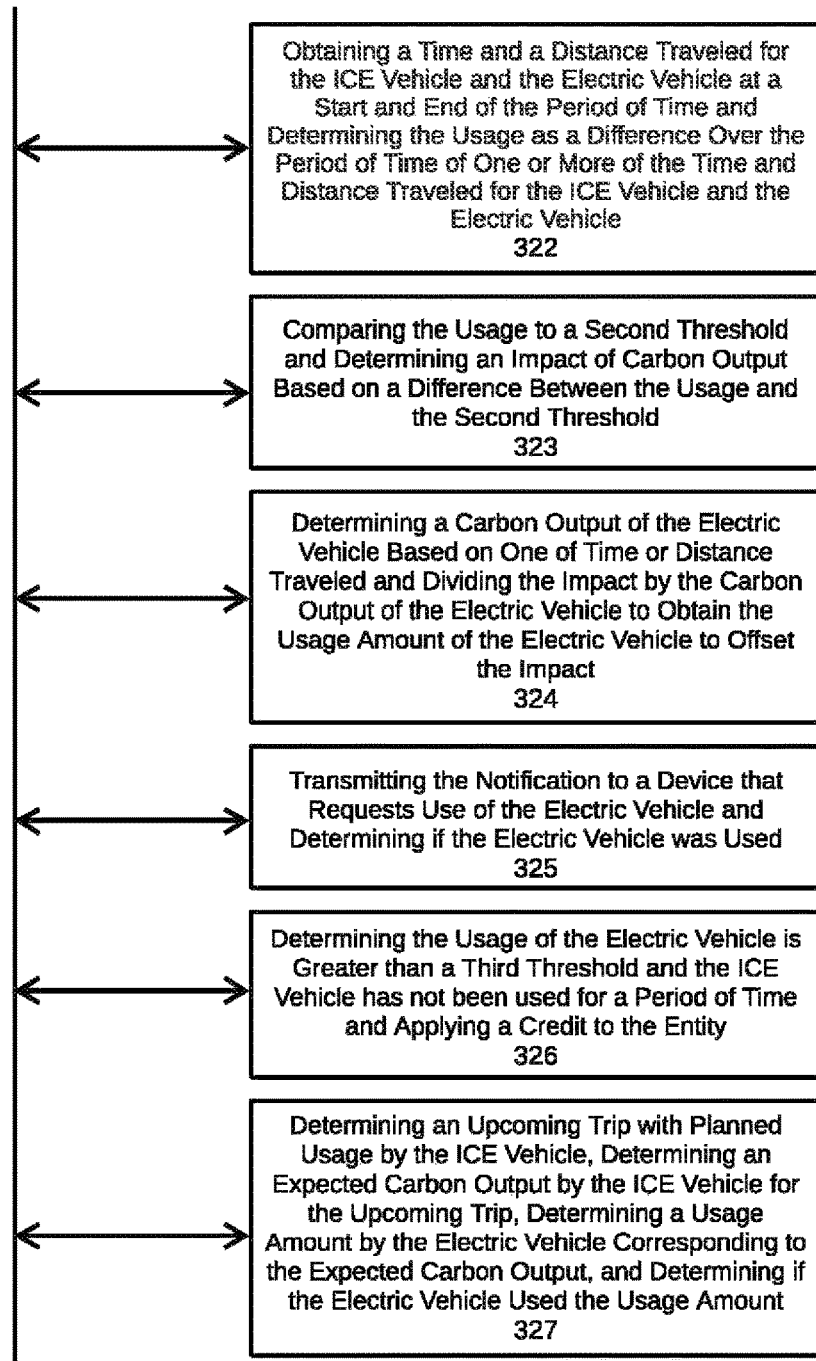 Obtaining a Time and a Distance Traveled for
the ICE Vehicle and the Electric Vehicle at a
Start and End of the Period of Time and
Determining the Usage as a Difference Over the
Period of Time of One or More of the Time and
Distance Traveled for the ICE Vehicle and the
Electric Vehicle
322
Comparing the Usage to a Second Threshold
and Determining an Impact of Carbon Output
Based on a Difference Between the Usage and
the Second Threshold
323
Determining a Carbon Output of the Electric
Vehicle Based on One of Time or Distance
Traveled and Dividing the Impact by the Carbon
Output of the Electric Vehicle to Obtain the
Usage Amount of the Electric Vehicle to Offset
the Impact
324
Transmitting the Notification to a Device that
Requests Use of the Electric Vehicle and
Determining if the Electric Vehicle was Used
325
Determining the Usage of the Electric Vehicle is
Greater than a Third Threshold and the ICE
Vehicle has not been used for a Period of Time
and Applying a Credit to the Entity
326
Determining an Upcoming Trip with Planned
Usage by the ICE Vehicle, Determining an
Expected Carbon Output by the ICE Vehicle for
the Upcoming Trip, Determining a Usage
Amount by the Electric Vehicle Corresponding to
the Expected Carbon Output, and Determining if
the Electric Vehicle Used the Usage Amount
327